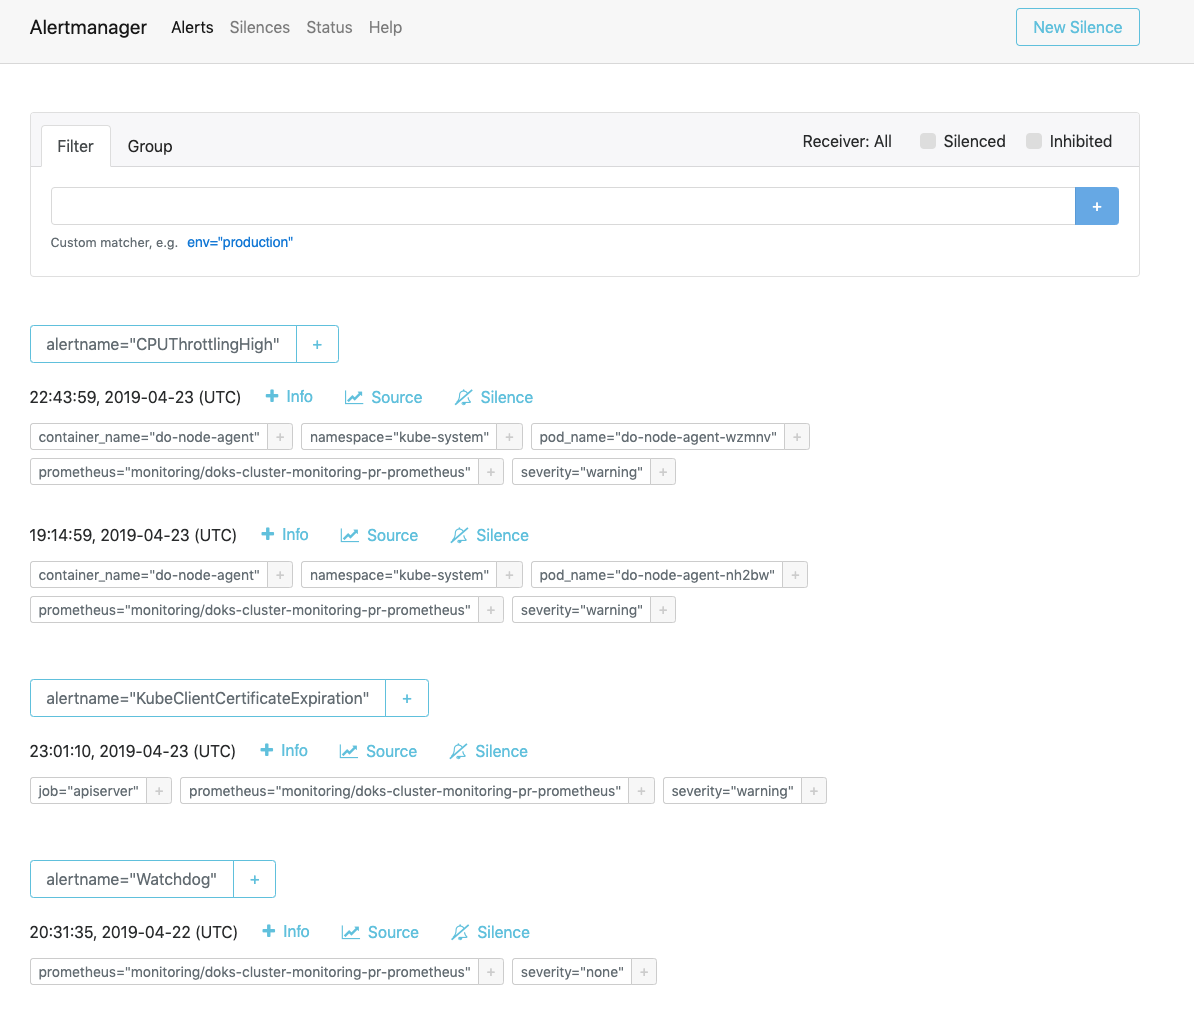 Alertmanager Alerts Silences Status Help New Silence
Filter Group Receiver: All Silenced Inhibited
+
Custom matcher, e.g. env="production"
alertname="CPUThrottlingHigh" +
22:43:59, 2019-04-23 (UTC) + Info Source Silence
container_name="do-node-agent" + namespace="kube-system" + pod_name="do-node-agent-wzmnv" +
prometheus="monitoring/doks-cluster-monitoring-pr-prometheus" + severity="warning" +
19:14:59, 2019-04-23 (UTC) + Info Source Silence
container_name="do-node-agent" + namespace="kube-system" + pod_name="do-node-agent-nh2bw" +
prometheus="monitoring/doks-cluster-monitoring-pr-prometheus" + severity="warning" +
alertname="KubeClientCertificateExpiration" +
23:01:10, 2019-04-23 (UTC) + Info Source Silence
job="apiserver" + prometheus="monitoring/doks-cluster-monitoring-pr-prometheus" + severity="warning" +
alertname="Watchdog" +
20:31:35, 2019-04-22 (UTC) + Info Source Silence
prometheus="monitoring/doks-cluster-monitoring-pr-prometheus" + severity="none" +